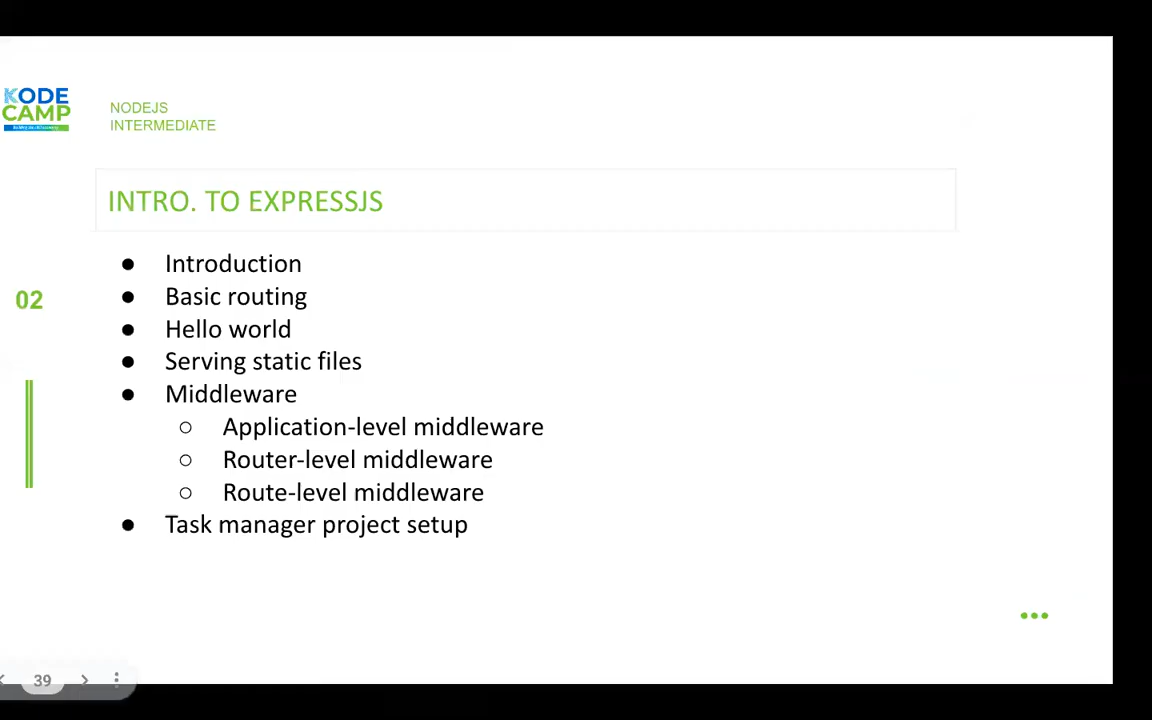 KODE
CAMP
NODEJS
INTERMEDIATE
INTRO. TO EXPRESSJS
● Introduction
● Basic routing
● Hello world
02
● Serving static files
● Middleware
○ Application-level middleware
○ Router-level middleware
○ Route-level middleware
● Task manager project setup
39